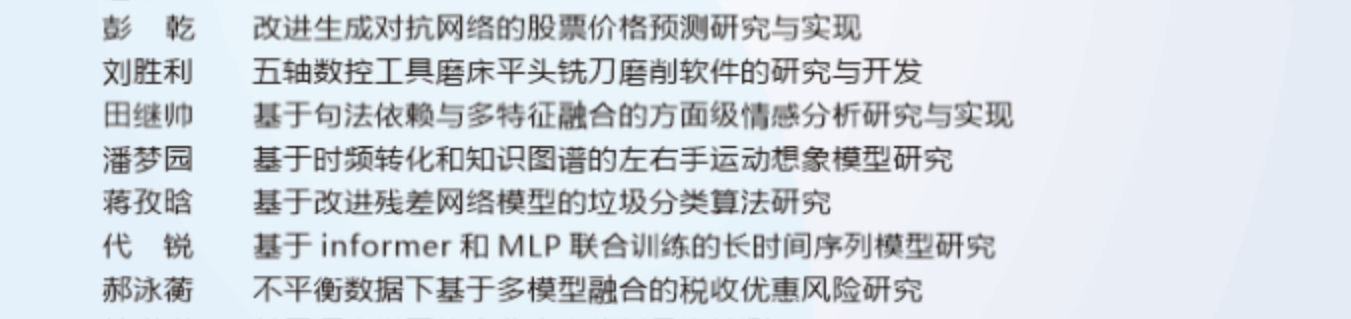 彭 乾 改进生成对抗网络的股票价格预测研究与实现
刘胜利 五轴数控工具磨床平头铣刀磨削软件的研究与开发
田继帅 基于句法依赖与多特征融合的方面级情感分析研究与实现
潘梦园 基于时频转化和知识图谱的左右手运动想象模型研究
蒋孜晗 基于改进残差网络模型的垃圾分类算法研究
代 锐 基于 informer 和 MLP 联合训练的长时间序列模型研究
郝泳蘅 不平衡数据下基于多模型融合的税收优惠风险研究